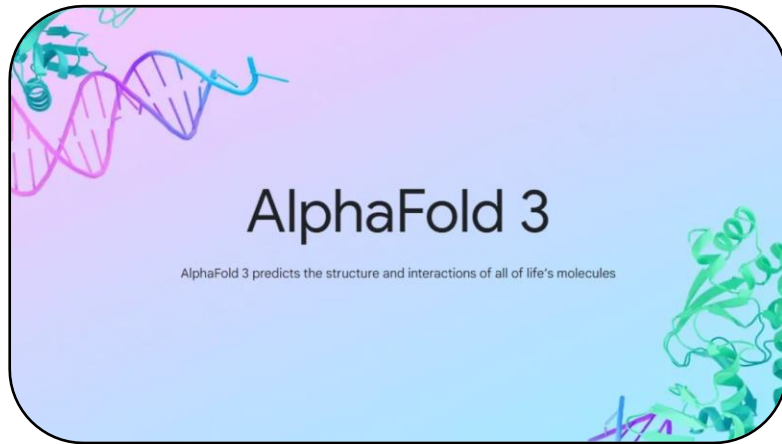 AlphaFold 3
AlphaFold 3 predicts the structure and interactions of all of life's molecules